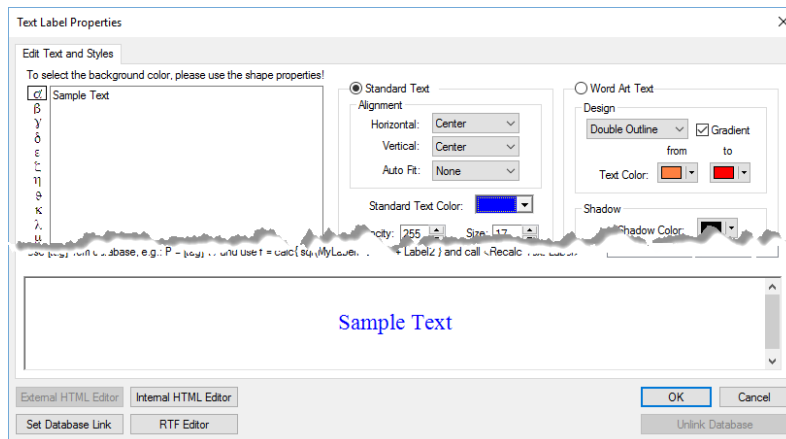 Text Label Properties
Edit Text and Styles
To select the background color, please use the shape properties!
α
β
γ
δ
ε
ζ
η
θ
κ
λ
μ
Sample Text
Standard Text
Alignment
Horizontal: Center
Vertical: Center
Auto Fit: None
Standard Text Color:
255 Size: 17
Word Art Text
Design
Double Outline Gradient
from to
Text Color:
Shadow
Shadow Color:
Sample Text
External HTML Editor Internal HTML Editor OK Cancel
Set Database Link RTF Editor Unlink Database